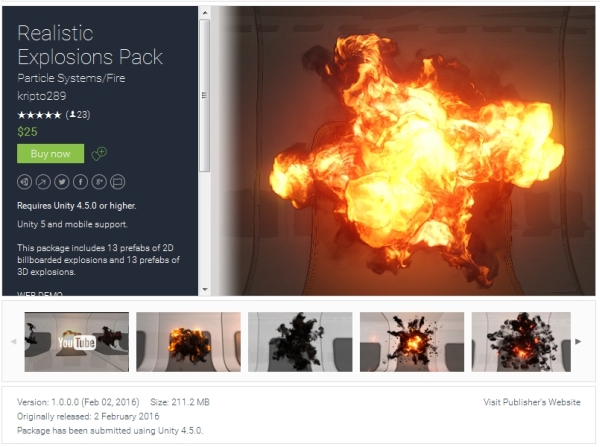 Realistic
Explosions Pack
Particle Systems/Fire
kripto289
★★★★★ (23)
$25
Buy now
Requires Unity 4.5.0 or higher.
Unity 5 and mobile support.
This package includes 13 prefabs of 2D
billboarded explosions and 13 prefabs of
3D explosions.
WEB DEMO
YouTube
Version: 1.0.0.0 (Feb 02, 2016) Size: 211.2 MB
Visit Publisher's Website
Originally released: 2 February 2016
Package has been submitted using Unity 4.5.0.